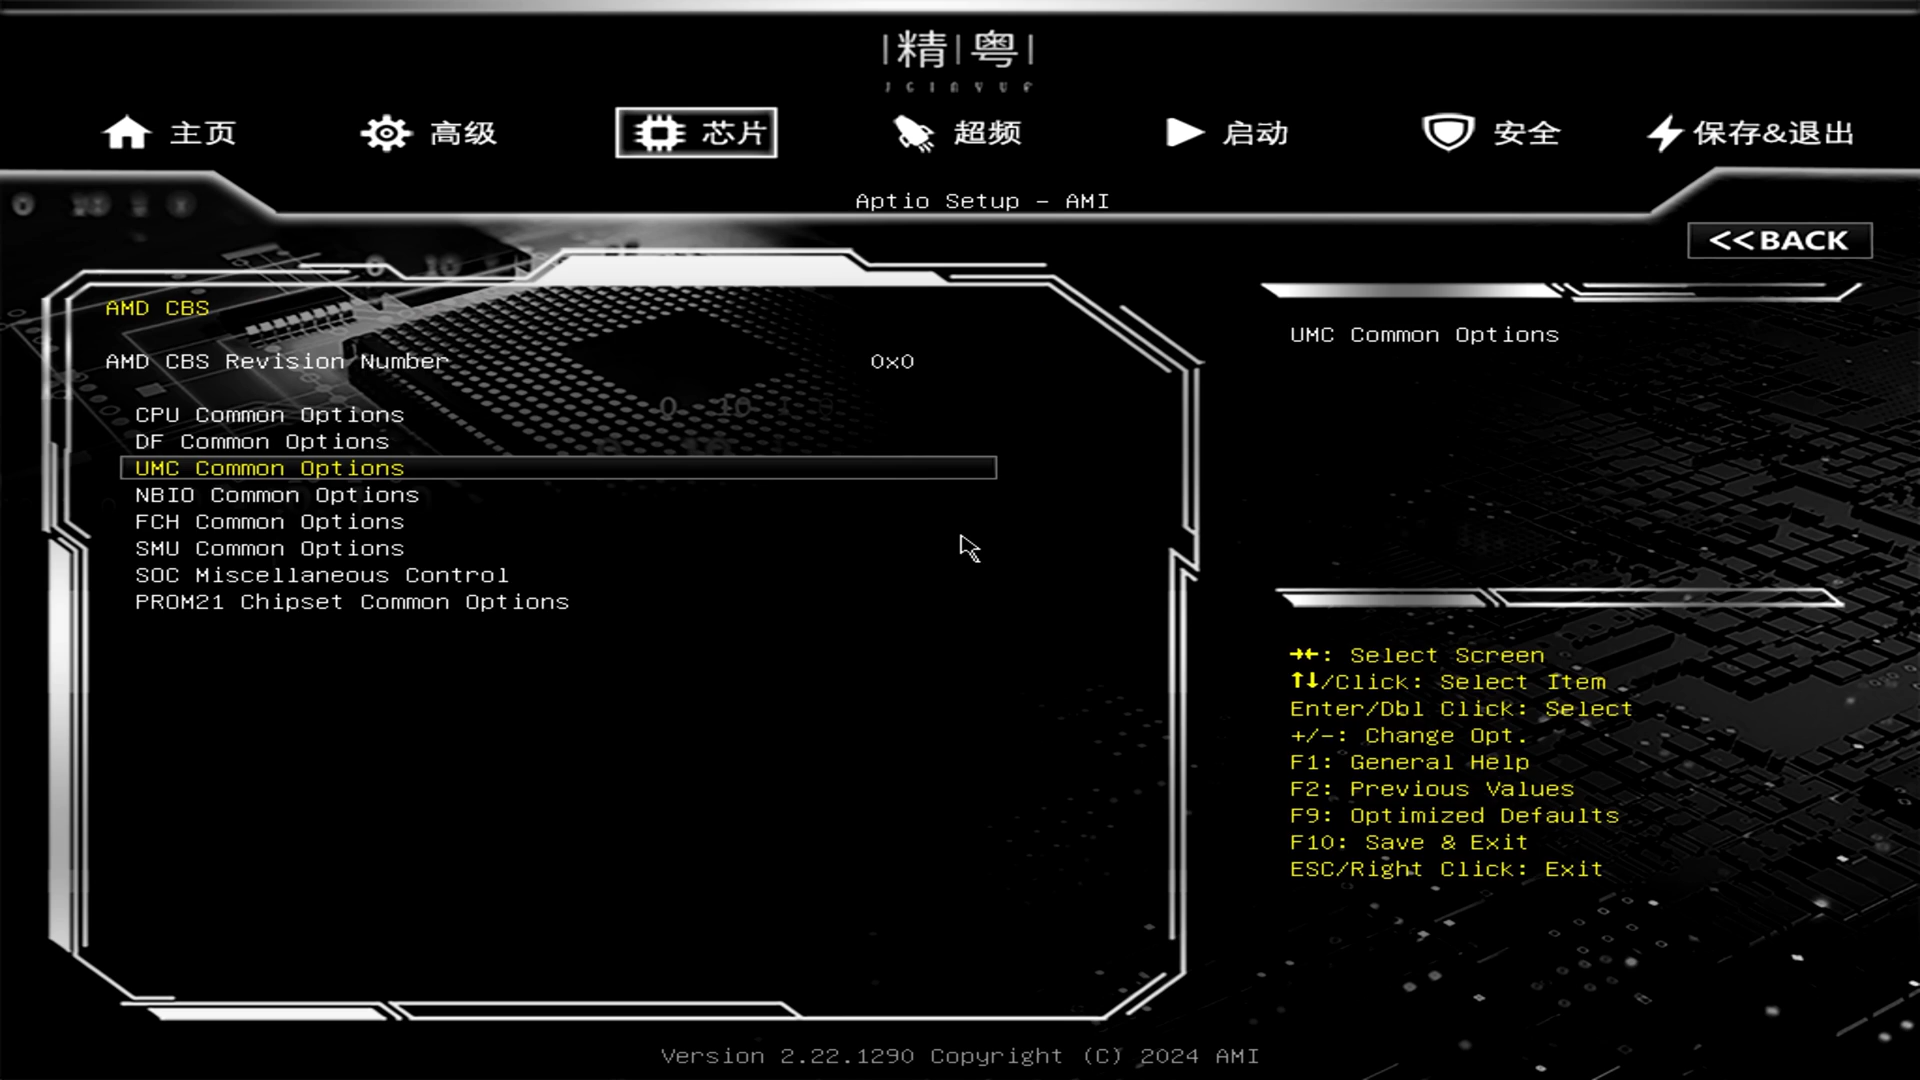 精粤
JGINYUE
主页
高级
芯片
超频
启动
安全
保存&退出
Aptio Setup - AMI
<<BACK
AMD CBS
AMD CBS Revision Number 0x0
CPU Common Options
DF Common Options
UMC Common Options
NBIO Common Options
FCH Common Options
SMU Common Options
SOC Miscellaneous Control
PROM21 Chipset Common Options
UMC Common Options
→←: Select Screen
↑↓/Click: Select Item
Enter/Dbl Click: Select
+/-: Change Opt.
F1: General Help
F2: Previous Values
F9: Optimized Defaults
F10: Save & Exit
ESC/Right Click: Exit
Version 2.22.1290 Copyright (C) 2024 AMI